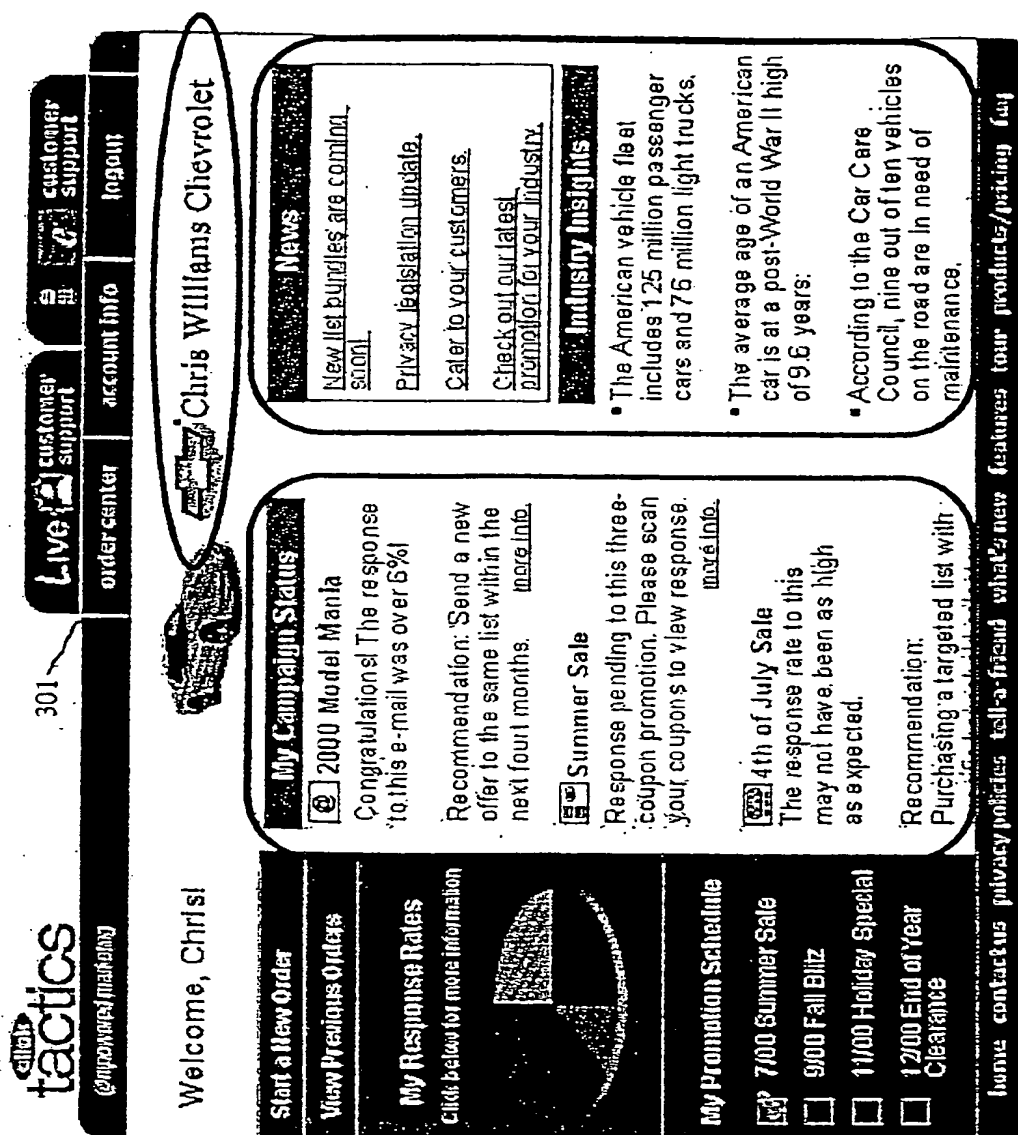 tactics
301
Live customer
support
customer
support
order center
account info
logout
Welcome, Chris!
Chris Williams Chevrolet
Start a New Order
View Previous Orders
My Response Rates
Click below for more information
My Promotion Schedule
7/00 Summer Sale
9/00 Fall Blitz
11/00 Holiday Special
12/00 End of Year
Clearance
My Campaign Status
2000 Model Mania
Congratulations! The response
to this e-mail was over 6%!
Recommendation: Send a new
offer to the same list within the
next fourt months. more info.
Summer Sale
Response pending to this three-
coupon promotion. Please scan
your coupons to view response.
more info.
4th of July Sale
The response rate to this
may not have been as high
as expected.
Recommendation:
Purchasing a targeted list with
News
New list bundles are coming
soon!
Privacy legislation update.
Cater to your customers.
Check out our latest
promotion for your industry.
Industry Insights
▪ The American vehicle fleet
includes 125 million passenger
cars and 76 million light trucks.
▪ The average age of an American
car is at a post-World War II high
of 9.6 years.
▪ According to the Car Care
Council, nine out of ten vehicles
on the road are in need of
maintenance.
home contact us privacy policies tell-a-friend what's new features tour products/pricing faq